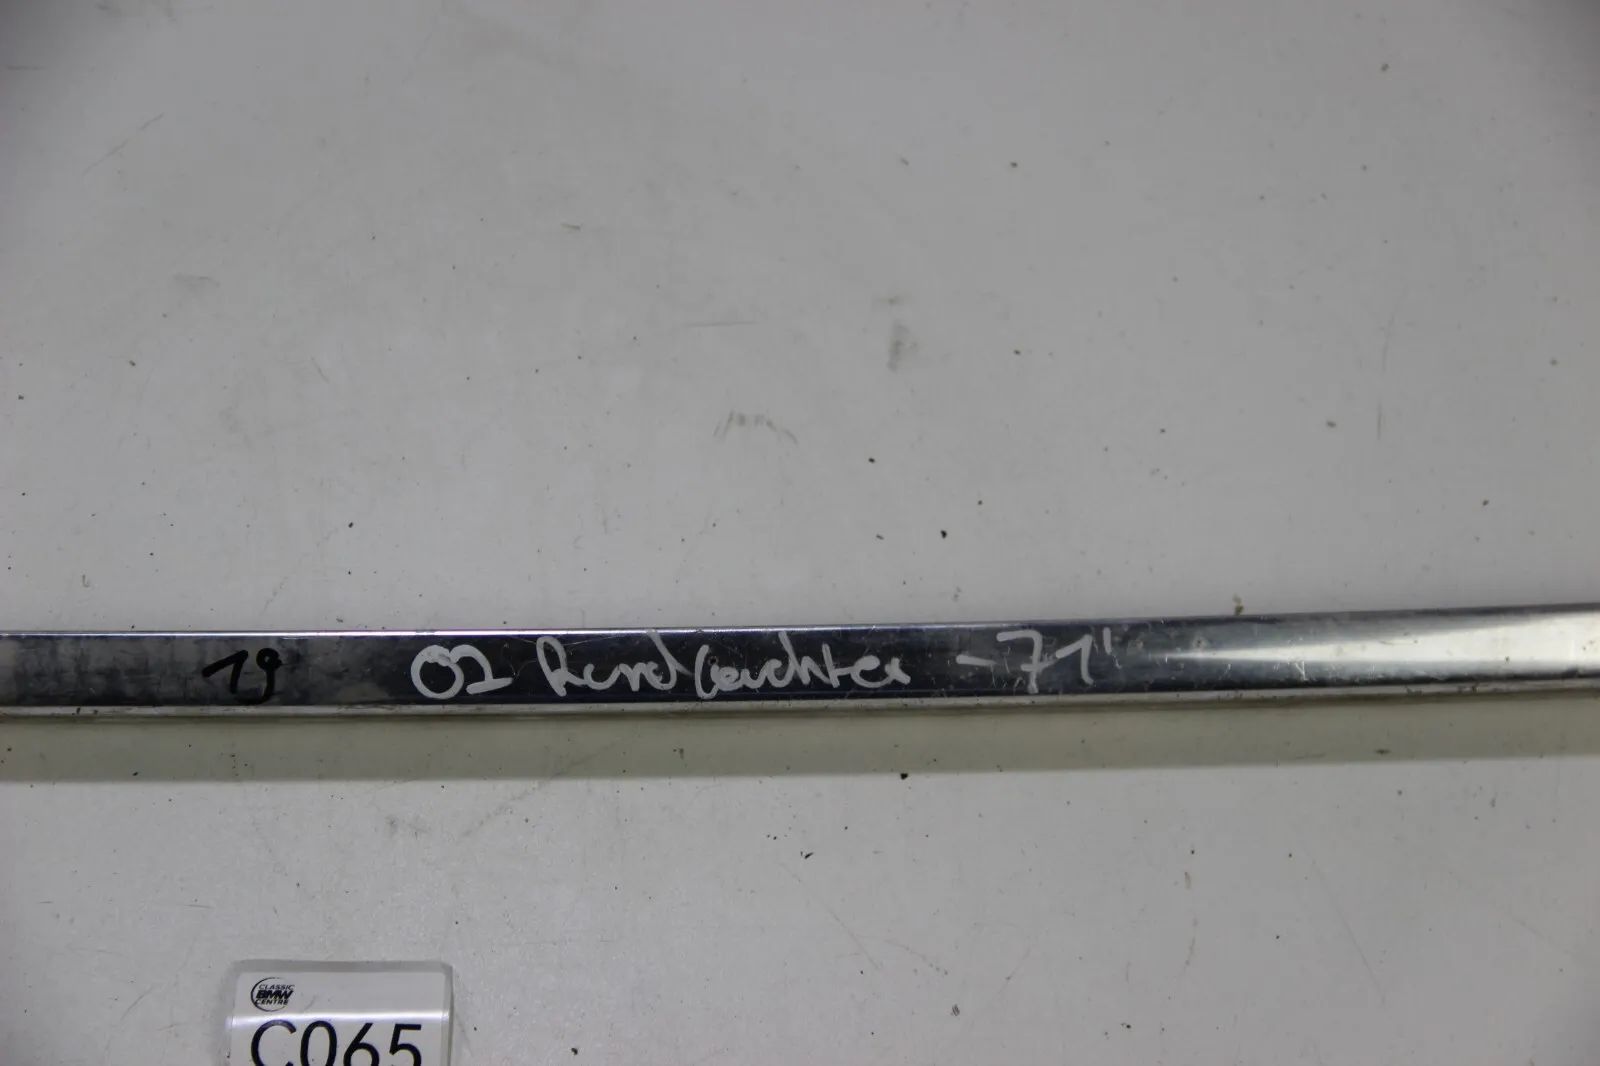 19 02 Rundleuchter -71'
CLASSIC
BMW
CENTRE
C065